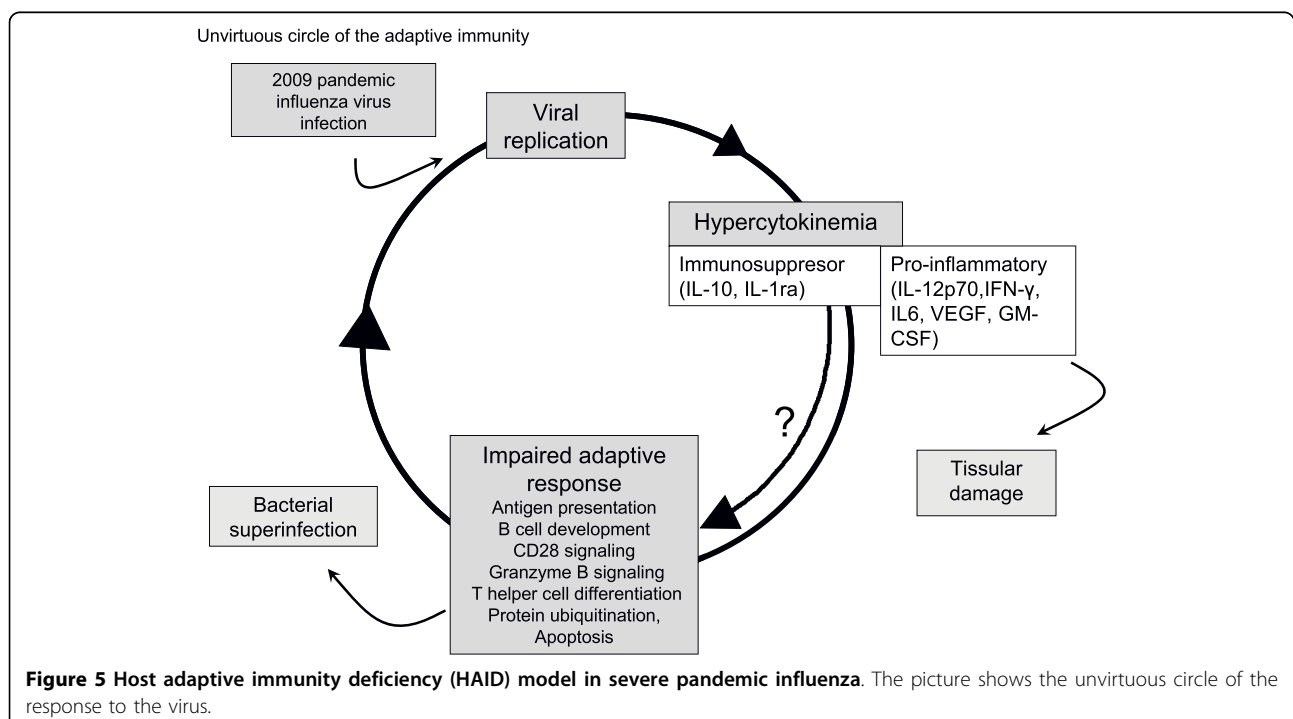 Unvirtuous circle of the adaptive immunity
2009 pandemic
influenza virus
infection
Viral
replication
Hypercytokinemia
Immunosuppresor
(IL-10, IL-1ra)
Pro-inflammatory
(IL-12p70,IFN-γ,
IL6, VEGF, GM-
CSF)
?
Tissular
damage
Impaired adaptive
response
Antigen presentation
B cell development
CD28 signaling
Granzyme B signaling
T helper cell differentiation
Protein ubiquitination,
Apoptosis
Bacterial
superinfection
Figure 5 Host adaptive immunity deficiency (HAID) model in severe pandemic influenza. The picture shows the unvirtuous circle of the
response to the virus.